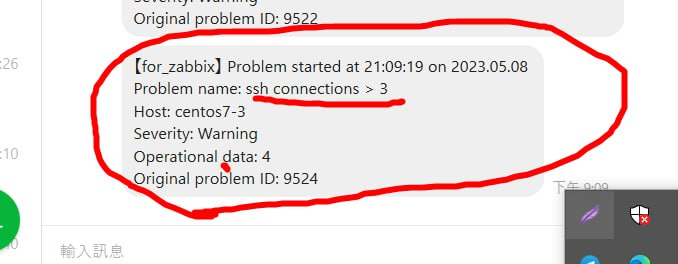 Severity: Warning
Original problem ID: 9522
:26
【for_zabbix】Problem started at 21:09:19 on 2023.05.08
Problem name: ssh connections > 3
Host: centos7-3
Severity: Warning
Operational data: 4
Original problem ID: 9524
:10
下午 9:09
輸入訊息